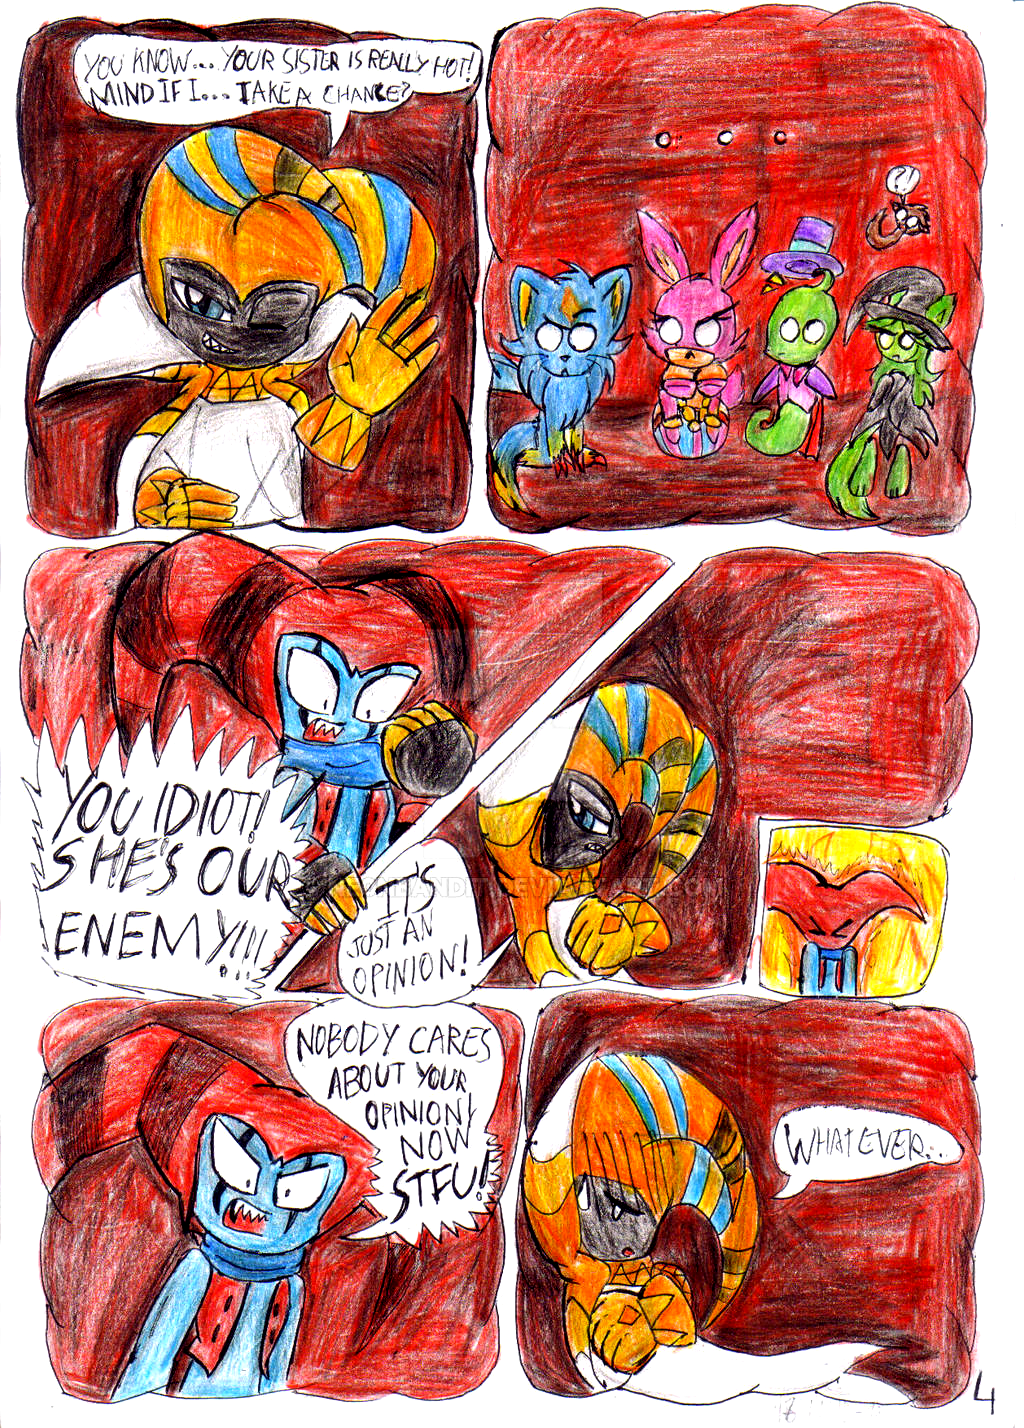 YOU KNOW... YOUR SISTER IS REALLY HOT!
MIND IF I... TAKE A CHANCE?
...
?!
YOU IDIOT!
SHE'S OUR
ENEMY!!!
IT'S
JUST AN
OPINION!
NOBODY CARES
ABOUT YOUR
OPINION!
NOW
STFU!
WHATEVER...
4